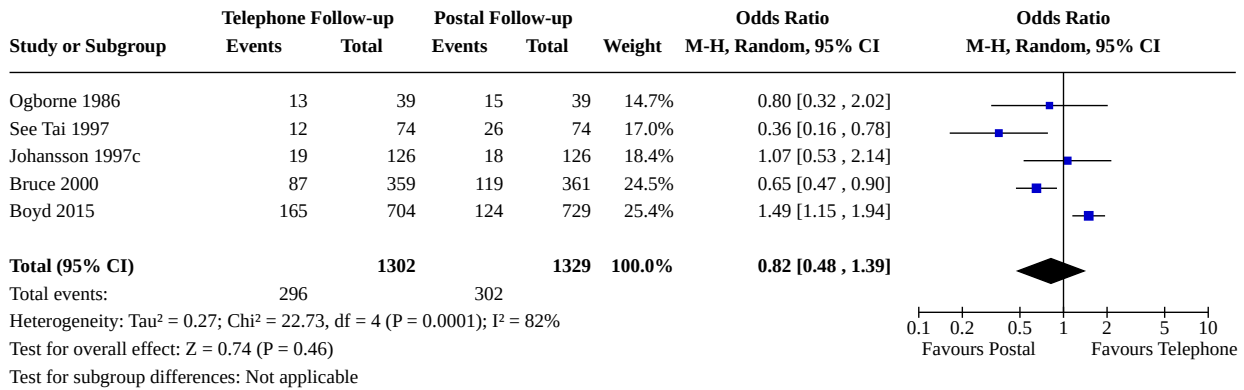 Telephone Follow-up Postal Follow-up Odds Ratio Odds Ratio
Study or Subgroup Events Total Events Total Weight M-H, Random, 95% CI M-H, Random, 95% CI
Ogborne 1986 13 39 15 39 14.7% 0.80 [0.32 , 2.02]
See Tai 1997 12 74 26 74 17.0% 0.36 [0.16 , 0.78]
Johansson 1997c 19 126 18 126 18.4% 1.07 [0.53 , 2.14]
Bruce 2000 87 359 119 361 24.5% 0.65 [0.47 , 0.90]
Boyd 2015 165 704 124 729 25.4% 1.49 [1.15 , 1.94]
Total (95% CI) 1302 1329 100.0% 0.82 [0.48 , 1.39]
Total events: 296 302
Heterogeneity: Tau² = 0.27; Chi² = 22.73, df = 4 (P = 0.0001); I² = 82%
0.1 0.2 0.5 1 2 5 10
Test for overall effect: Z = 0.74 (P = 0.46) Favours Postal Favours Telephone
Test for subgroup differences: Not applicable